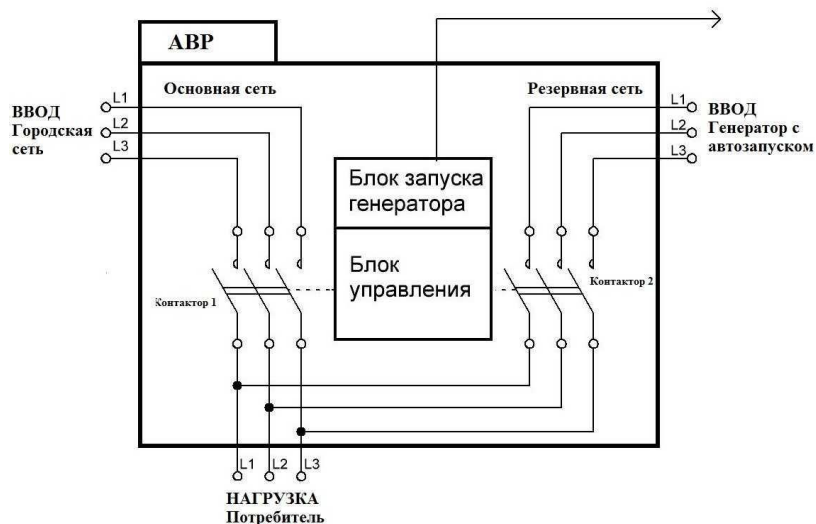 АВР
Основная сеть
Резервная сеть
ВВОД
Городская
сеть
L1
L2
L3
L1
L2
L3
ВВОД
Генератор с
автозапуском
Блок запуска
генератора
Блок
управления
Контактор 1
Контактор 2
L1
L2
L3
НАГРУЗКА
Потребитель